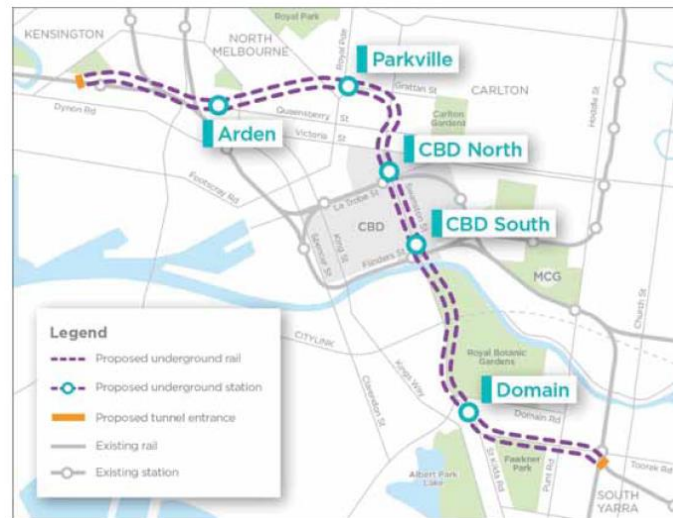 Royal Park
KENSINGTON
NORTH
MELBOURNE
Royal Pde
Parkville
Grattan St
CARLTON
Hoddle St
Dynon Rd
Arden
Queensberry St
Victoria St
Carlton
Gardens
CBD North
Footscray Rd
La Trobe St
Swanston St
CBD
CBD South
Spencer St
King St
Flinders St
MCG
Church St
Legend
Proposed underground rail
Proposed underground station
Proposed tunnel entrance
Existing rail
Existing station
CITYLINK
Clarendon St
Kings Way
Royal Botanic
Gardens
Domain
Domain Rd
Albert Park
Lake
St Kilda Rd
Fawkner
Park
Punt Rd
Toorak Rd
SOUTH
YARRA